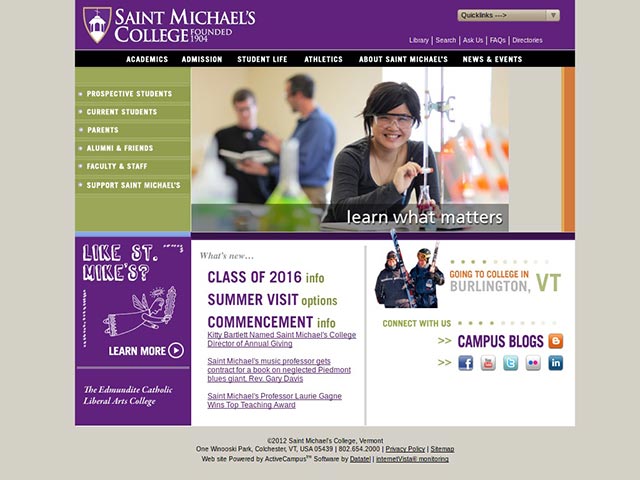 SAINT MICHAEL'S
COLLEGE FOUNDED 1904
Quicklinks --->
Library | Search | Ask Us | FAQs | Directories
ACADEMICS ADMISSION STUDENT LIFE ATHLETICS ABOUT SAINT MICHAEL'S NEWS & EVENTS
PROSPECTIVE STUDENTS
CURRENT STUDENTS
PARENTS
ALUMNI & FRIENDS
FACULTY & STAFF
SUPPORT SAINT MICHAEL'S
learn what matters
LIKE ST.
MIKE'S?
LEARN MORE
The Edmundite Catholic
Liberal Arts College
What's new...
CLASS OF 2016 info
SUMMER VISIT options
COMMENCEMENT info
Kitty Bartlett Named Saint Michael's College
Director of Annual Giving
Saint Michael's music professor gets
contract for a book on neglected Piedmont
blues giant, Rev. Gary Davis
Saint Michael's Professor Laurie Gagne
Wins Top Teaching Award
GOING TO COLLEGE IN
BURLINGTON, VT
CONNECT WITH US
>> CAMPUS BLOGS
>>
©2012 Saint Michael's College, Vermont
One Winooski Park, Colchester, VT, USA 05439 | 802.654.2000 | Privacy Policy | Sitemap
Web site Powered by ActiveCampus™ Software by Datatel | internetVista® monitoring